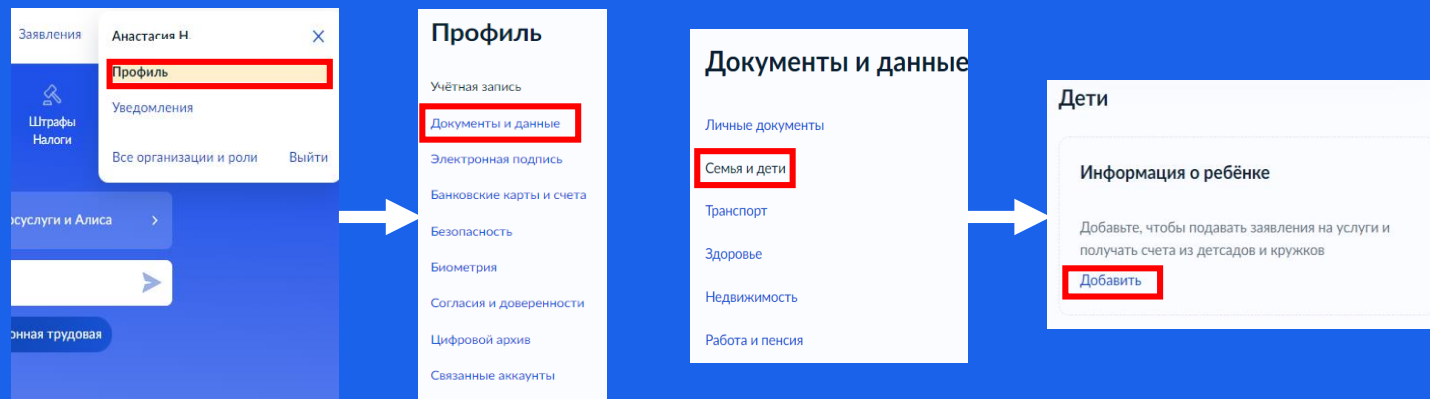 Заявления
Анастасия Н.
Профиль
Уведомления
Все организации и роли
Выйти
Штрафы
Налоги
осуслуги и Алиса
онная трудовая
Профиль
Учётная запись
Документы и данные
Электронная подпись
Банковские карты и счета
Безопасность
Биометрия
Согласия и доверенности
Цифровой архив
Связанные аккаунты
Документы и данные
Личные документы
Семья и дети
Транспорт
Здоровье
Недвижимость
Работа и пенсия
Дети
Информация о ребёнке
Добавьте, чтобы подавать заявления на услуги и
получать счета из детсадов и кружков
Добавить